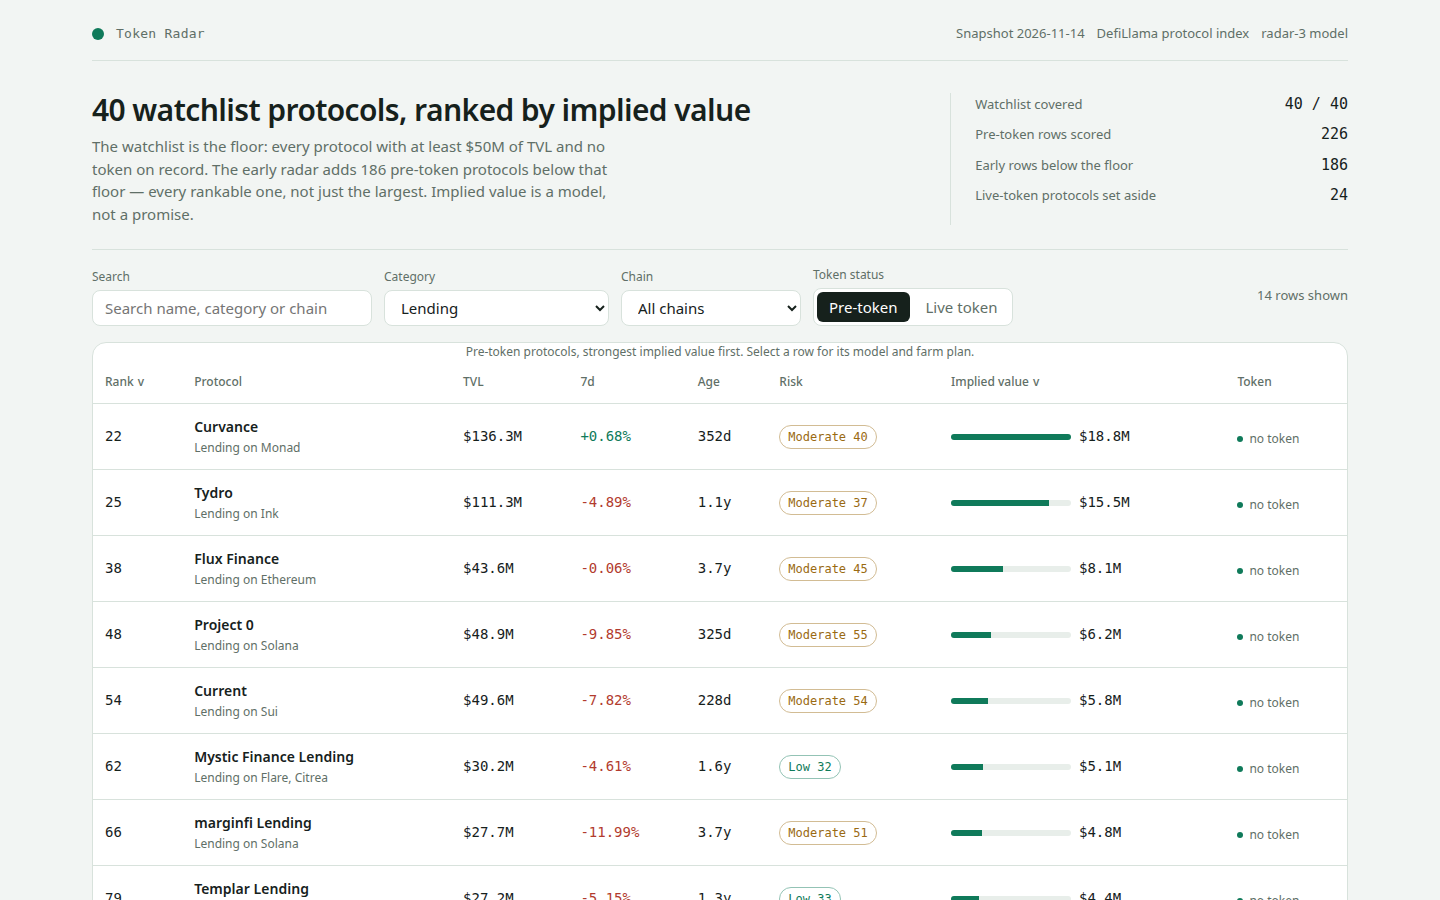 Token Radar
Snapshot 2026-11-14 DefiLlama protocol index radar-3 model
40 watchlist protocols, ranked by implied value
The watchlist is the floor: every protocol with at least $50M of TVL and no
token on record. The early radar adds 186 pre-token protocols below that
floor — every rankable one, not just the largest. Implied value is a model,
not a promise.
Watchlist covered 40 / 40
Pre-token rows scored 226
Early rows below the floor 186
Live-token protocols set aside 24
Search Category Chain Token status
Search name, category or chain Lending All chains Pre-token Live token 14 rows shown
Pre-token protocols, strongest implied value first. Select a row for its model and farm plan.
Rank v Protocol TVL 7d Age Risk Implied value v Token
22 Curvance $136.3M +0.68% 352d Moderate 40 $18.8M no token
Lending on Monad
25 Tydro $111.3M -4.89% 1.1y Moderate 37 $15.5M no token
Lending on Ink
38 Flux Finance $43.6M -0.06% 3.7y Moderate 45 $8.1M no token
Lending on Ethereum
48 Project 0 $48.9M -9.85% 325d Moderate 55 $6.2M no token
Lending on Solana
54 Current $49.6M -7.82% 228d Moderate 54 $5.8M no token
Lending on Sui
62 Mystic Finance Lending $30.2M -4.61% 1.6y Low 32 $5.1M no token
Lending on Flare, Citrea
66 marginfi Lending $27.7M -11.99% 3.7y Moderate 51 $4.8M no token
Lending on Solana
79 Templar Lending $27.2M -5.15% 1.3y Low 33 $4.4M no token